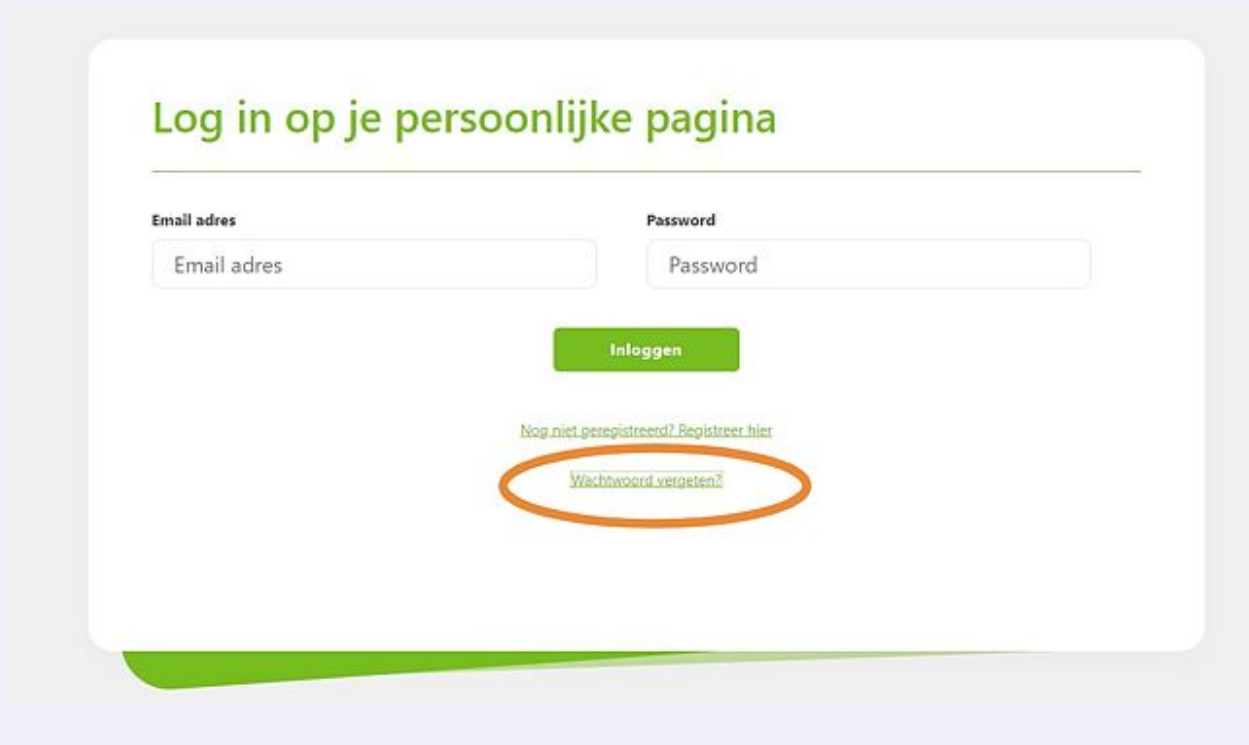 Log in op je persoonlijke pagina
Email adres Password
Email adres Password
Inloggen
Nog niet geregistreerd? Registreer hier
Wachtwoord vergeten?